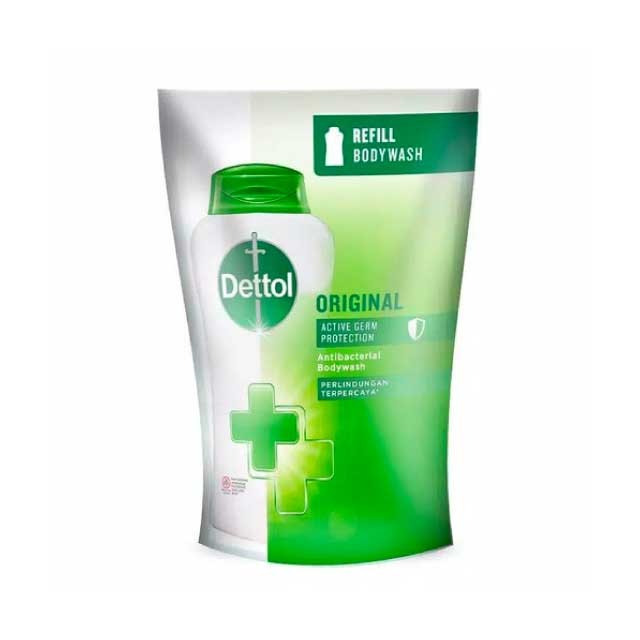 REFILL
BODYWASH
Dettol
ORIGINAL
ACTIVE GERM
PROTECTION
Antibacterial
Bodywash
PERLINDUNGAN
TERPERCAYA*